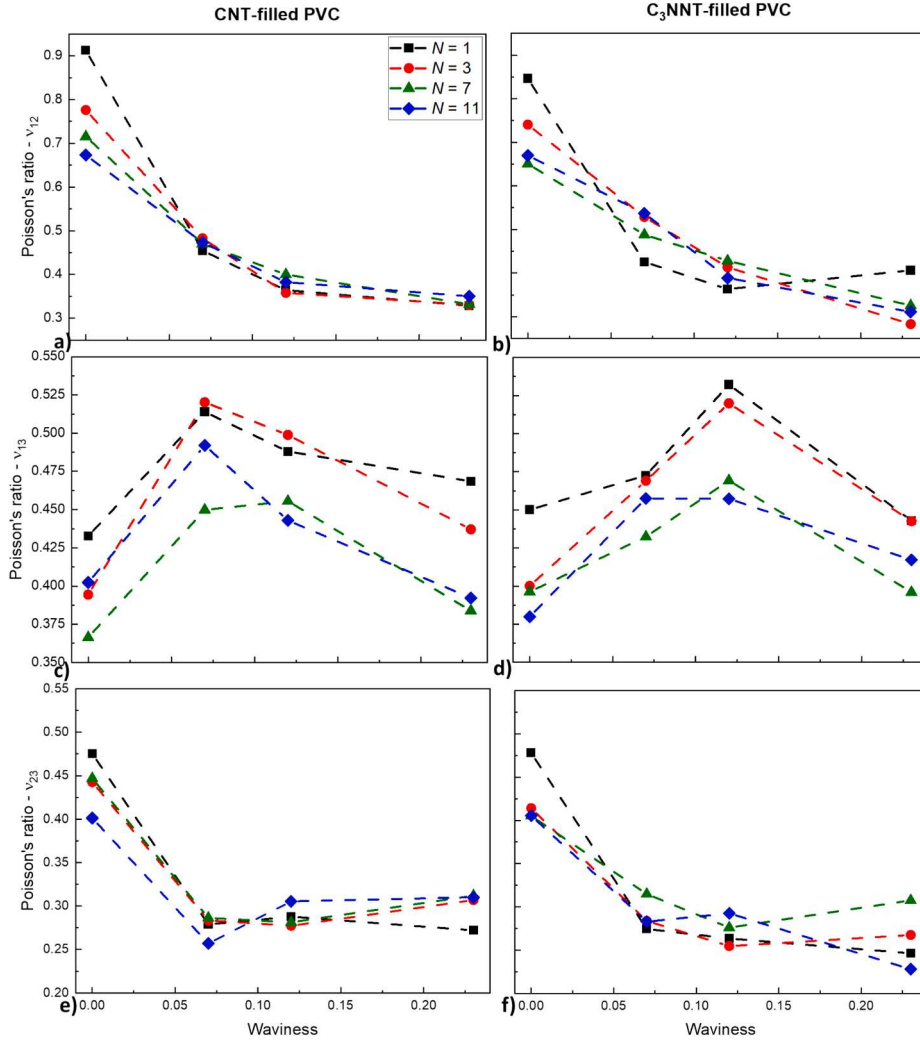 CNT-filled PVC
C₃NNT-filled PVC
0.9
0.8
0.7
0.6
0.5
0.4
0.3
Poisson's ratio - ν₁₂
N = 1
N = 3
N = 7
N = 11
a)
b)
0.550
0.525
0.500
0.475
0.450
0.425
0.400
0.375
0.350
Poisson's ratio - ν₁₃
c)
d)
0.55
0.50
0.45
0.40
0.35
0.30
0.25
0.20
Poisson's ratio - ν₂₃
e)
0.00 0.05 0.10 0.15 0.20
Waviness
f)
0.00 0.05 0.10 0.15 0.20
Waviness